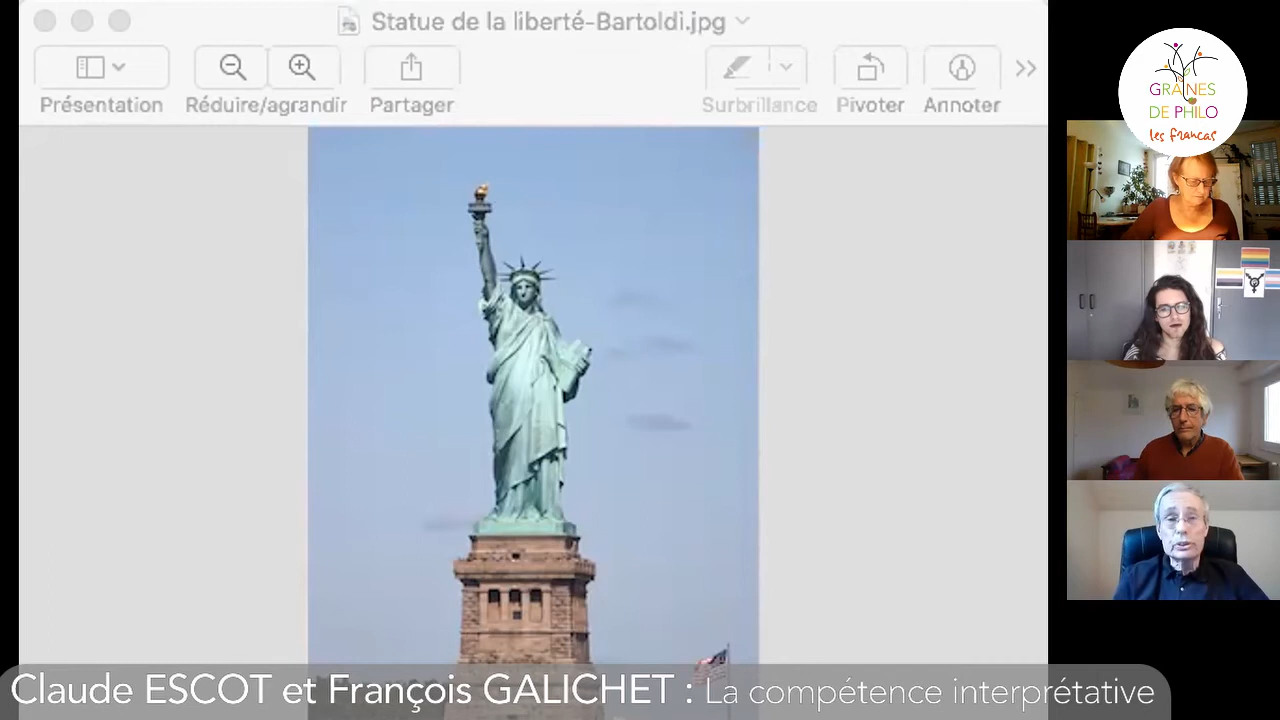 Statue de la liberté-Bartoldi.jpg
Présentation
Réduire/agrandir
Partager
Surbrillance
Pivoter
Annoter
GRAINES
DE PHILO
les francas
Claude ESCOT et François GALICHET : La compétence interprétative